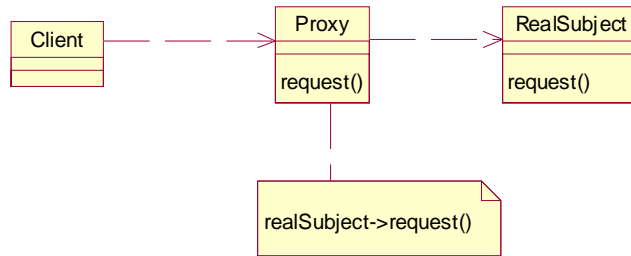 Client
Proxy
request()
RealSubject
request()
realSubject->request()